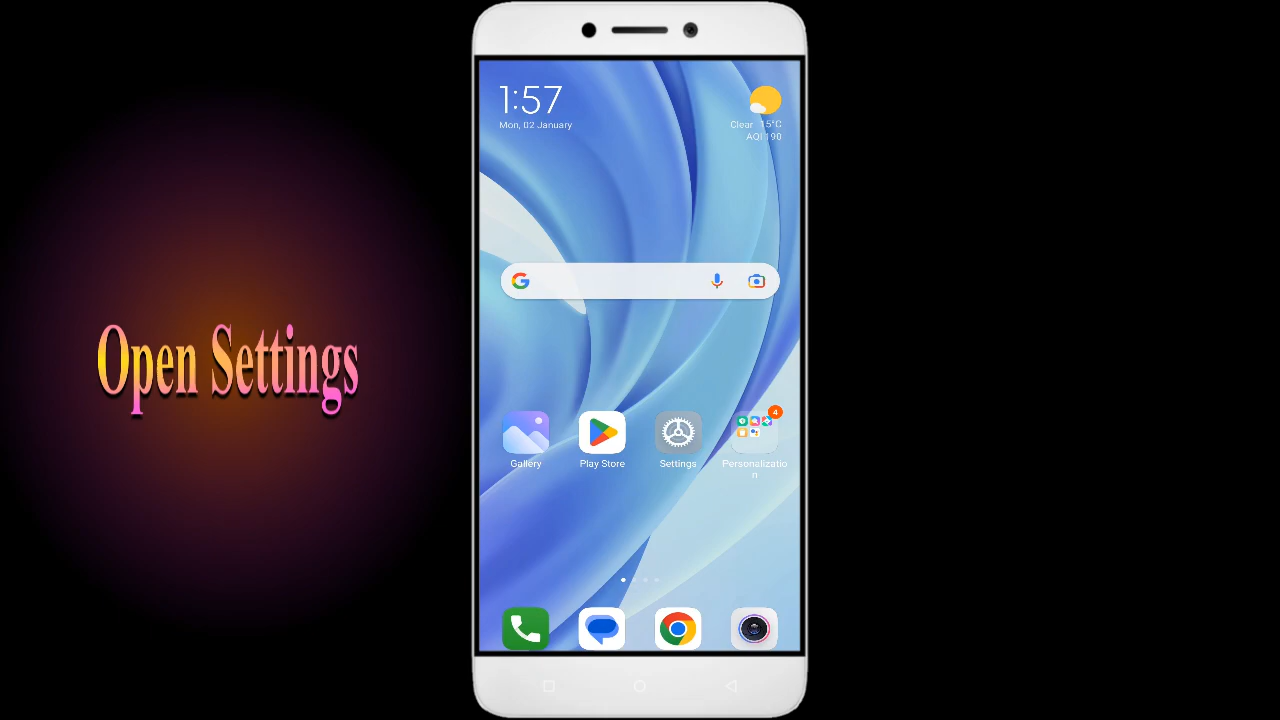 1:57
Mon, 02 January
Clear 15°C
AQI 190
Open Settings
4
Gallery
Play Store
Settings
Personalizatio
n